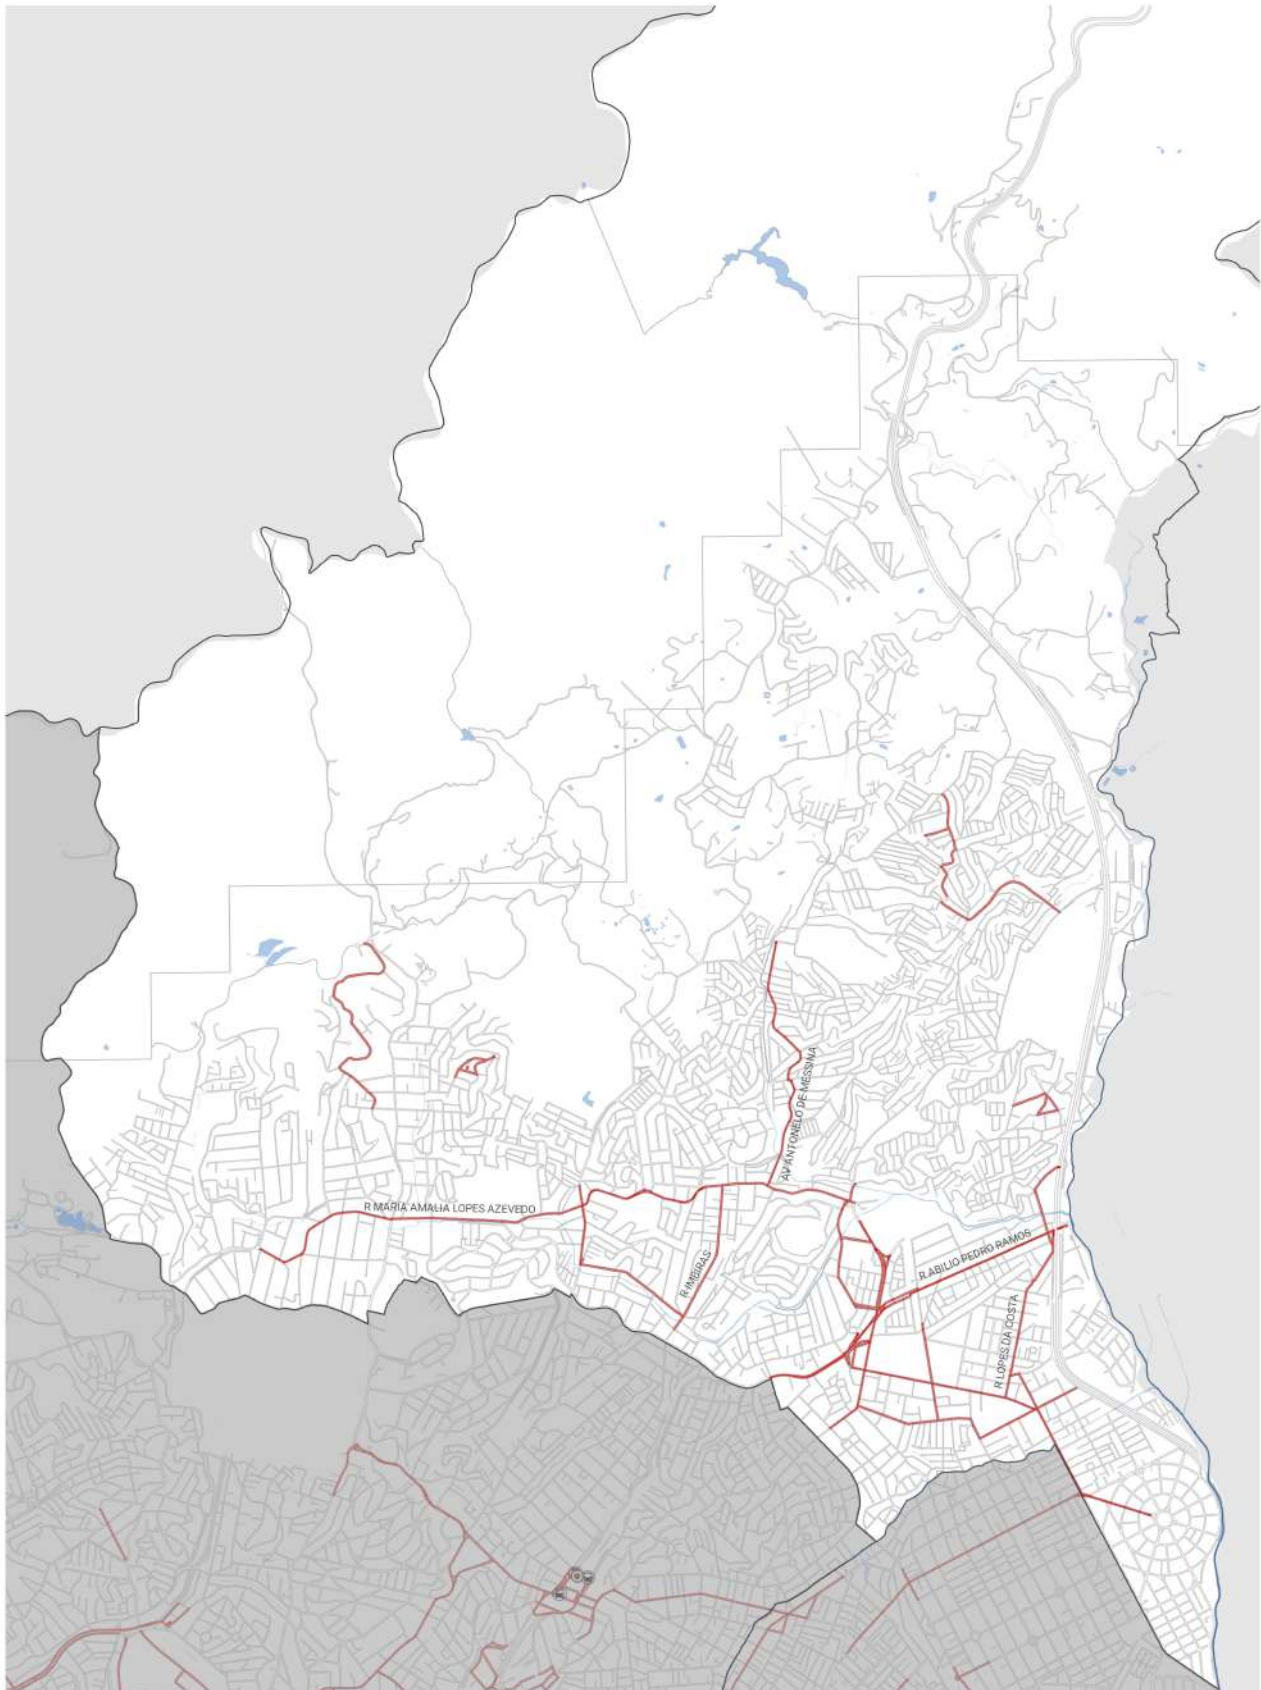 AV ANTONELO DE MESSINA
R MARIA AMALIA LOPES AZEVEDO
R IMBIRAS
R ABILIO PEDRO RAMOS
R LOPES DA COSTA